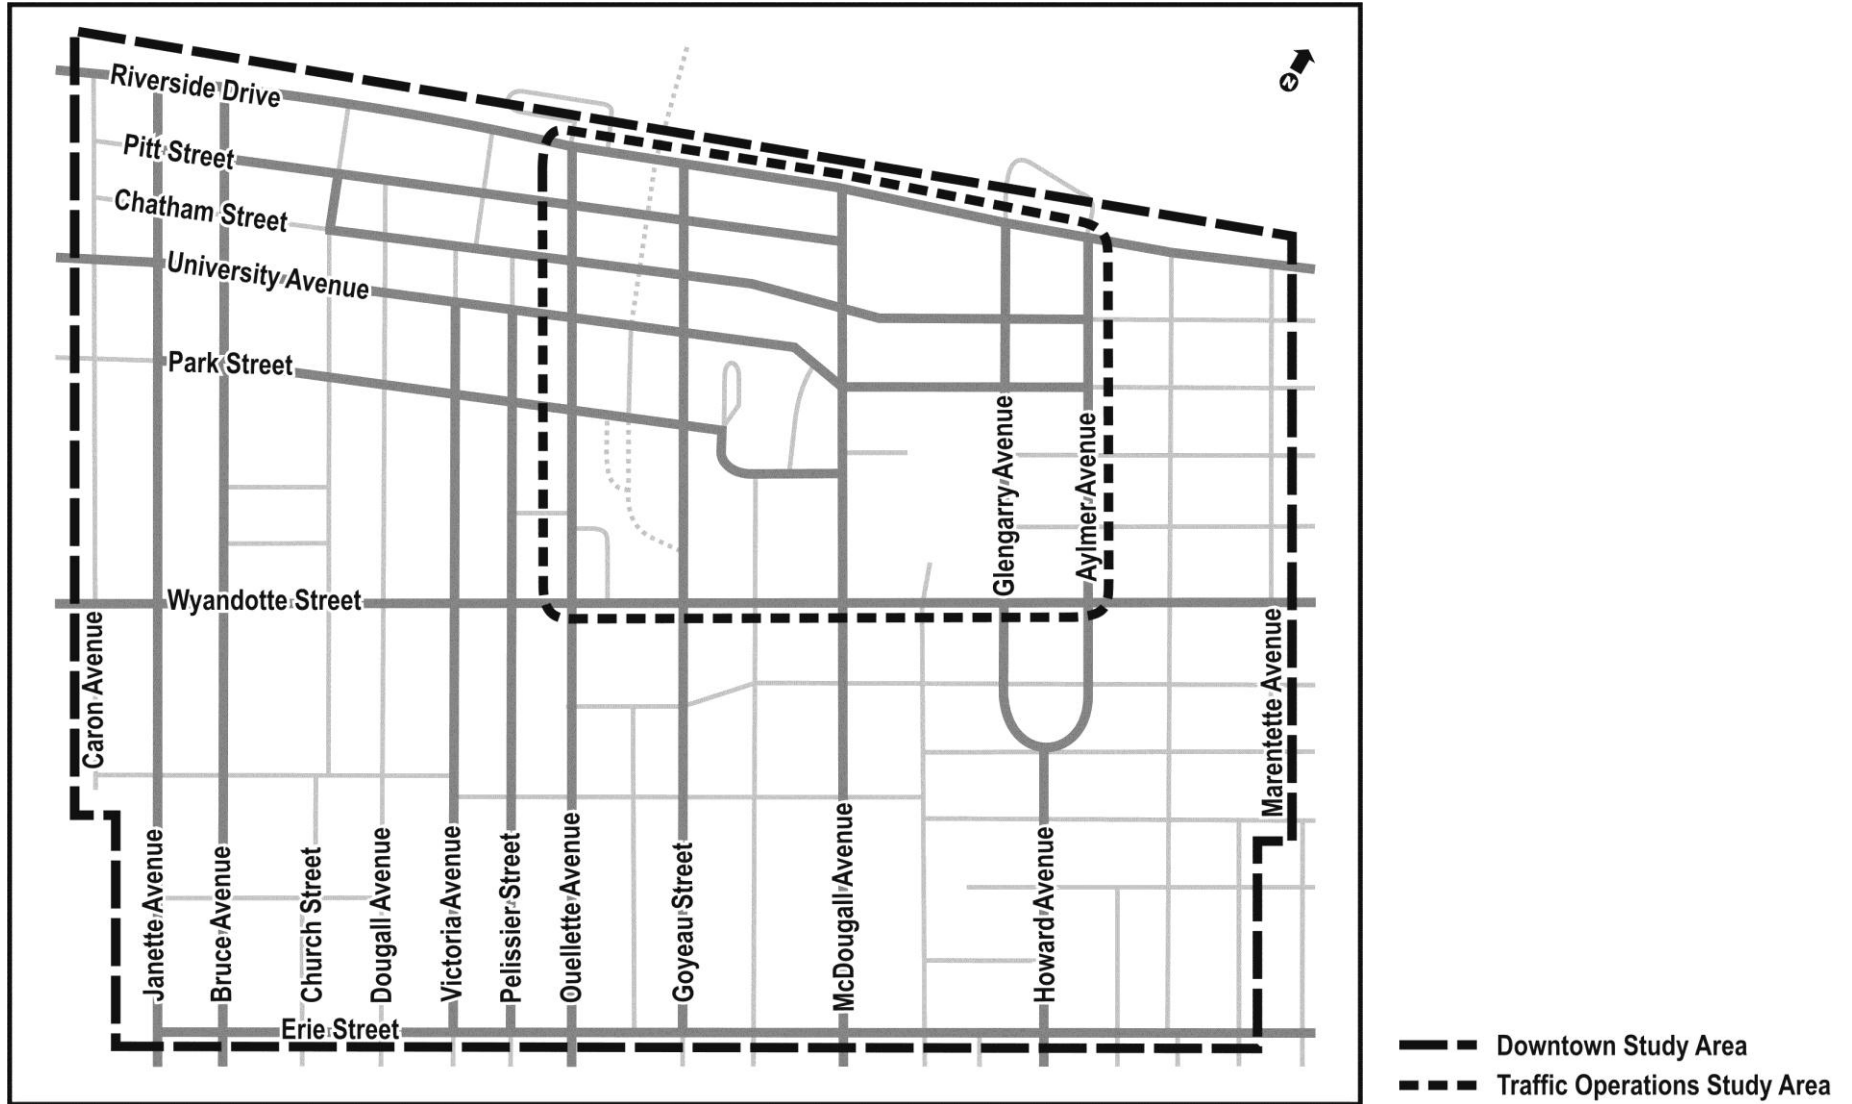 Riverside Drive
Pitt Street
Chatham Street
University Avenue
Park Street
Wyandotte Street
Glengarry Avenue
Aylmer Avenue
Caron Avenue
Marentette Avenue
Janette Avenue
Bruce Avenue
Church Street
Dougall Avenue
Victoria Avenue
Pelissier Street
Ouellette Avenue
Goyeau Street
McDougall Avenue
Howard Avenue
Erie Street
N
Downtown Study Area
Traffic Operations Study Area